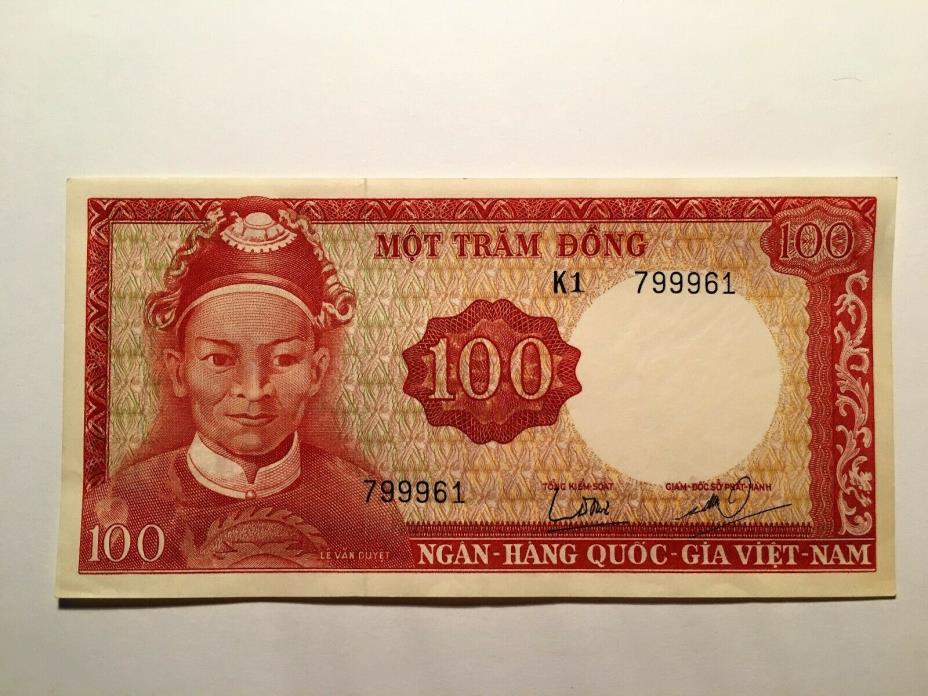 MỘT TRĂM ĐỒNG
100
K1 799961
100
799961
TỔNG KIỂM-SOÁT
GIÁM-ĐỐC SỞ PHÁT-HÀNH
100
LÊ VĂN DUYỆT
NGÂN-HÀNG QUỐC-GIA VIỆT-NAM